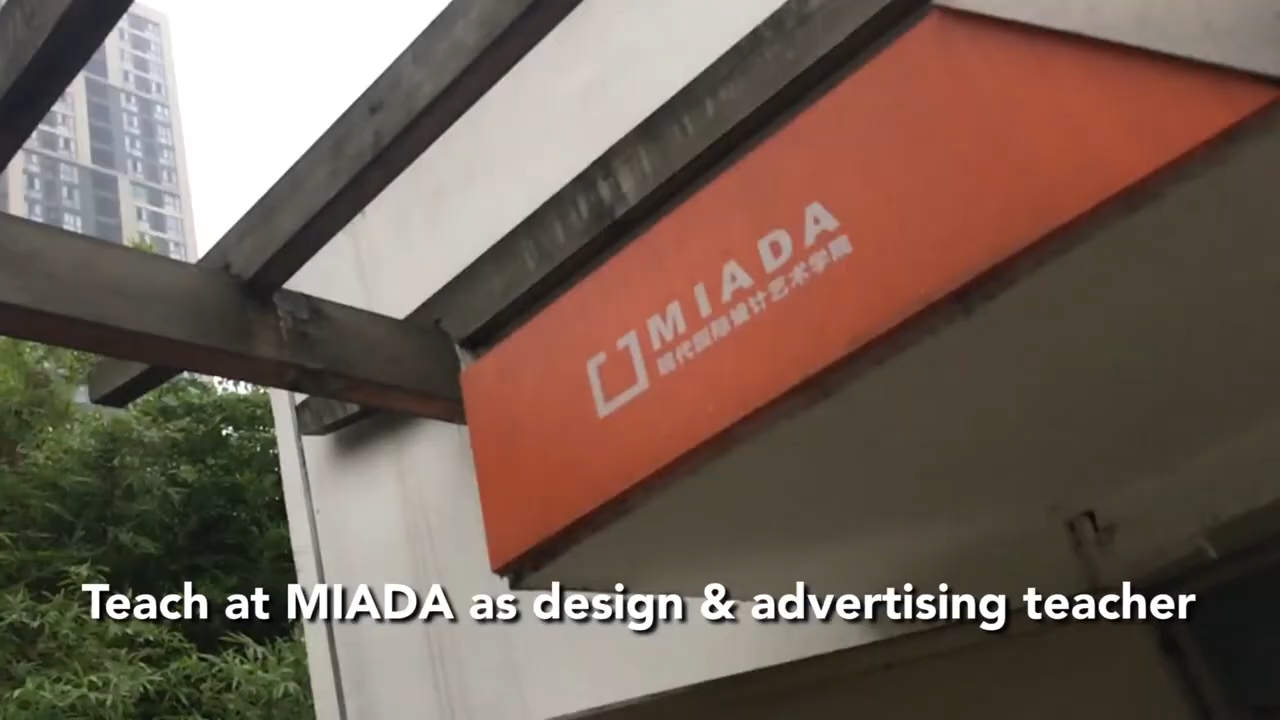 MIADA
现代国际设计艺术学院
Teach at MIADA as design & advertising teacher